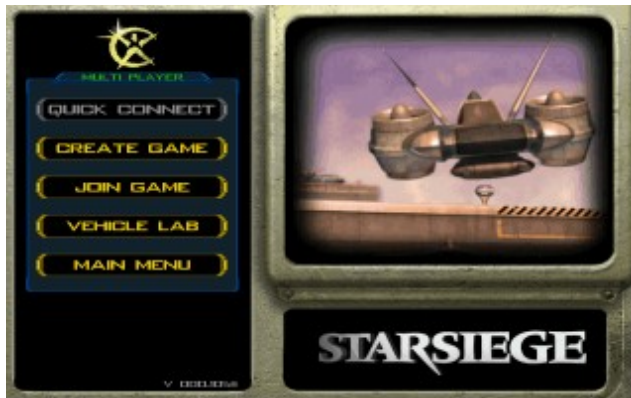 MULTI PLAYER
QUICK CONNECT
CREATE GAME
JOIN GAME
VEHICLE LAB
MAIN MENU
STARSIEGE